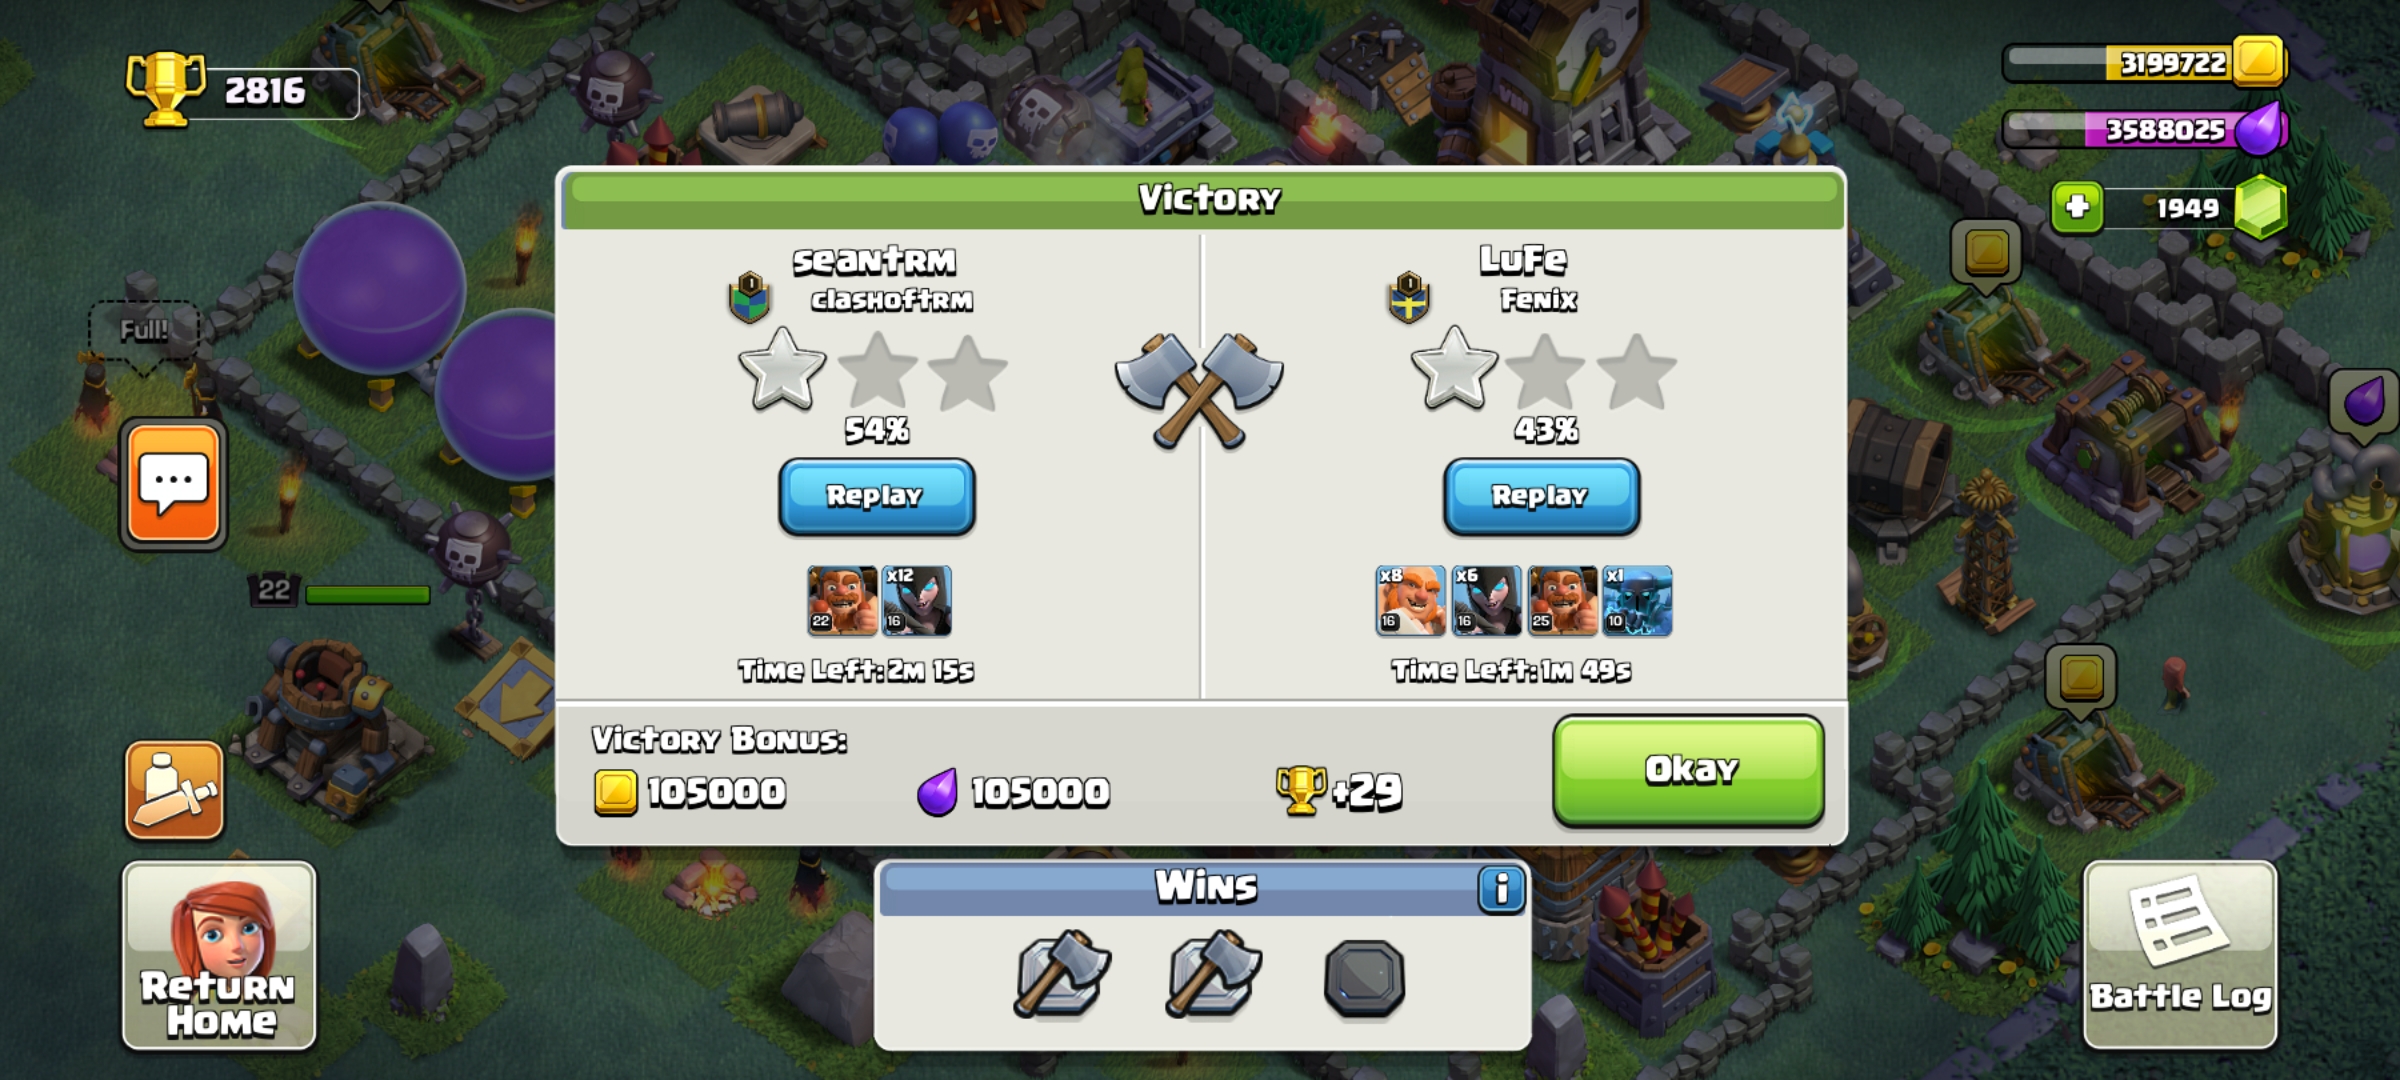 2816
3199722
3588025
1949
Victory
seantrm
clashoftrm
54%
Replay
22
x12
16
Time Left:2m 15s
LuFe
Fenix
43%
Replay
x8
16
x6
16
25
x1
10
Time Left:1m 49s
Full!
22
Victory Bonus:
105000
105000
+29
Okay
Wins
i
Return
Home
Battle Log
VIII